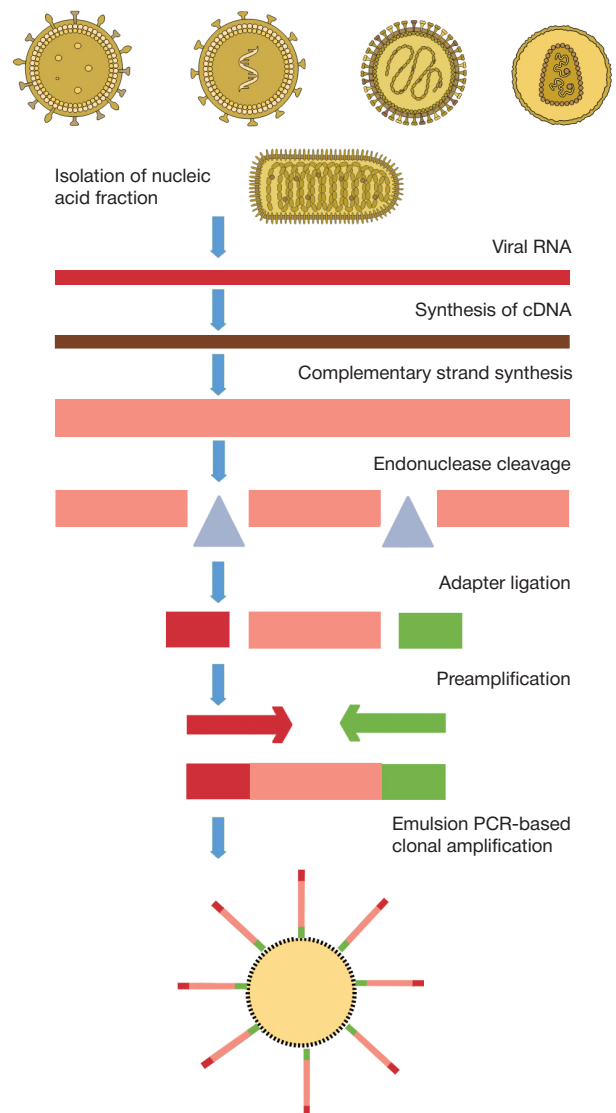 Isolation of nucleic
acid fraction
Viral RNA
Synthesis of cDNA
Complementary strand synthesis
Endonuclease cleavage
Adapter ligation
Preamplification
Emulsion PCR-based
clonal amplification